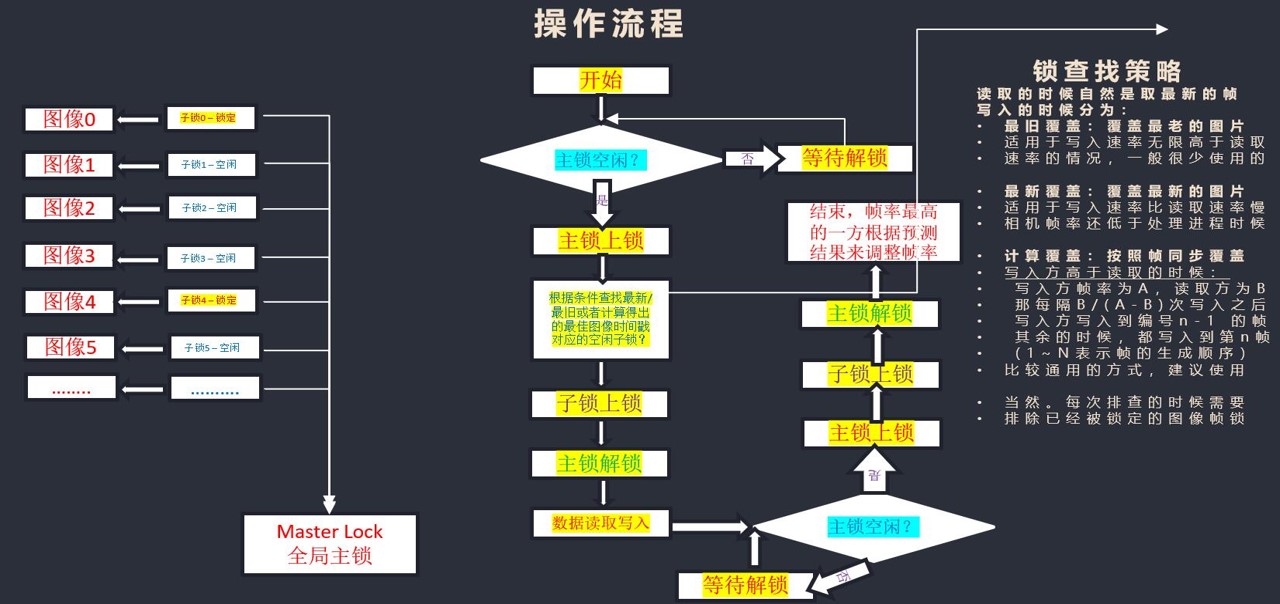 操作流程
图像0
子锁0–锁定
图像1
子锁1–空闲
图像2
子锁2–空闲
图像3
子锁3–空闲
图像4
子锁4–锁定
图像5
子锁5–空闲
........
..........
Master Lock
全局主锁
开始
主锁空闲?
否
等待解锁
是
主锁上锁
根据条件查找最新/
最旧或者计算得出
的最佳图像时间戳
对应的空闲子锁?
子锁上锁
主锁解锁
数据读取写入
主锁空闲?
否
等待解锁
是
主锁上锁
子锁上锁
主锁解锁
结束，帧率最高
的一方根据预测
结果来调整帧率
锁查找策略
读取的时候自然是取最新的帧
写入的时候分为：
• 最旧覆盖：覆盖最老的图片
• 适用于写入速率无限高于读取
• 速率的情况，一般很少使用的
• 最新覆盖：覆盖最新的图片
• 适用于写入速率比读取速率慢
• 相机帧率还低于处理进程时候
• 计算覆盖：按照帧同步覆盖
• 写入方高于读取的时候：
• 写入方帧率为A，读取方为B
• 那每隔B/(A-B)次写入之后
• 写入方写入到编号n-1 的帧
• 其余的时候，都写入到第n帧
• (1~N表示帧的生成顺序)
• 比较通用的方式，建议使用
• 当然。每次排查的时候需要
• 排除已经被锁定的图像帧锁